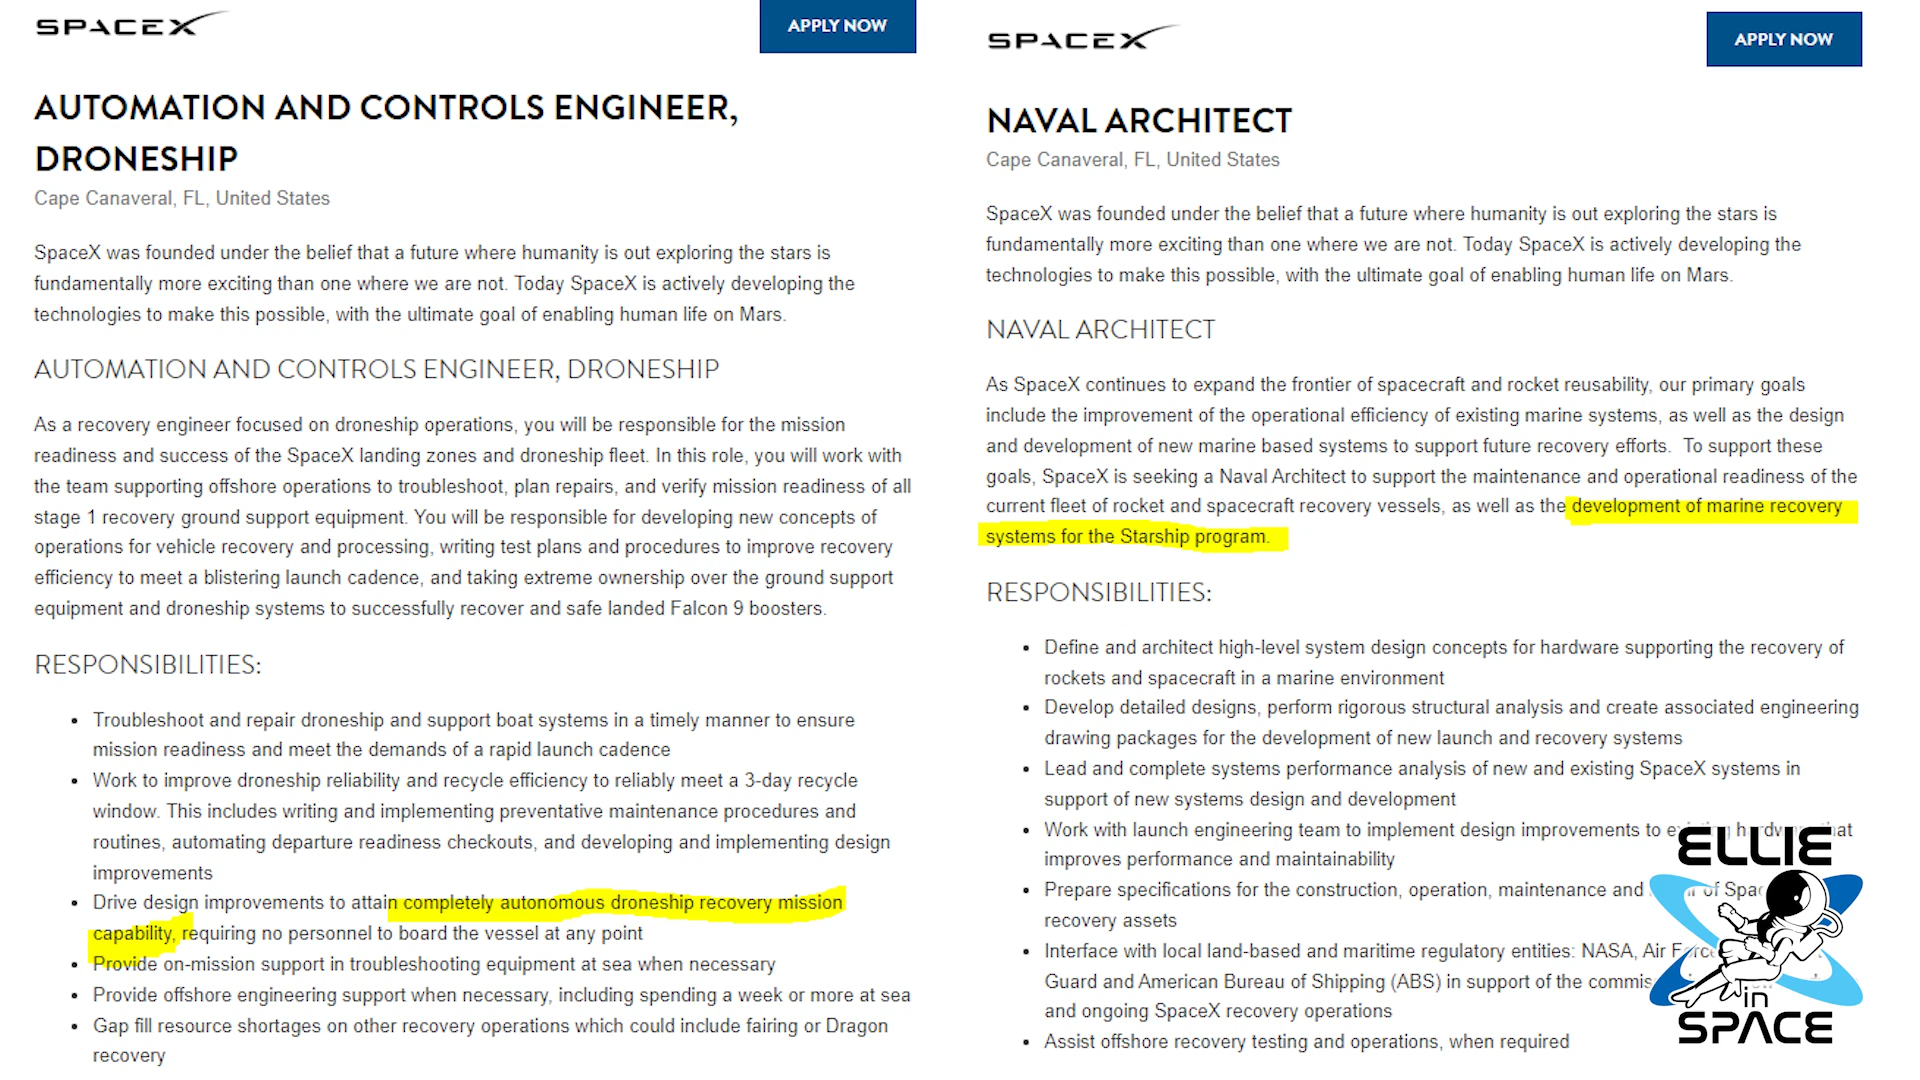 SPACEX
APPLY NOW
AUTOMATION AND CONTROLS ENGINEER,
DRONESHIP
Cape Canaveral, FL, United States
SpaceX was founded under the belief that a future where humanity is out exploring the stars is
fundamentally more exciting than one where we are not. Today SpaceX is actively developing the
technologies to make this possible, with the ultimate goal of enabling human life on Mars.
AUTOMATION AND CONTROLS ENGINEER, DRONESHIP
As a recovery engineer focused on droneship operations, you will be responsible for the mission
readiness and success of the SpaceX landing zones and droneship fleet. In this role, you will work with
the team supporting offshore operations to troubleshoot, plan repairs, and verify mission readiness of all
stage 1 recovery ground support equipment. You will be responsible for developing new concepts of
operations for vehicle recovery and processing, writing test plans and procedures to improve recovery
efficiency to meet a blistering launch cadence, and taking extreme ownership over the ground support
equipment and droneship systems to successfully recover and safe landed Falcon 9 boosters.
RESPONSIBILITIES:
• Troubleshoot and repair droneship and support boat systems in a timely manner to ensure
mission readiness and meet the demands of a rapid launch cadence
• Work to improve droneship reliability and recycle efficiency to reliably meet a 3-day recycle
window. This includes writing and implementing preventative maintenance procedures and
routines, automating departure readiness checkouts, and developing and implementing design
improvements
• Drive design improvements to attain completely autonomous droneship recovery mission
capability, requiring no personnel to board the vessel at any point
• Provide on-mission support in troubleshooting equipment at sea when necessary
• Provide offshore engineering support when necessary, including spending a week or more at sea
• Gap fill resource shortages on other recovery operations which could include fairing or Dragon
recovery
SPACEX
APPLY NOW
NAVAL ARCHITECT
Cape Canaveral, FL, United States
SpaceX was founded under the belief that a future where humanity is out exploring the stars is
fundamentally more exciting than one where we are not. Today SpaceX is actively developing the
technologies to make this possible, with the ultimate goal of enabling human life on Mars.
NAVAL ARCHITECT
As SpaceX continues to expand the frontier of spacecraft and rocket reusability, our primary goals
include the improvement of the operational efficiency of existing marine systems, as well as the design
and development of new marine based systems to support future recovery efforts. To support these
goals, SpaceX is seeking a Naval Architect to support the maintenance and operational readiness of the
current fleet of rocket and spacecraft recovery vessels, as well as the development of marine recovery
systems for the Starship program.
RESPONSIBILITIES:
• Define and architect high-level system design concepts for hardware supporting the recovery of
rockets and spacecraft in a marine environment
• Develop detailed designs, perform rigorous structural analysis and create associated engineering
drawing packages for the development of new launch and recovery systems
• Lead and complete systems performance analysis of new and existing SpaceX systems in
support of new systems design and development
• Work with launch engineering team to implement design improvements to
improves performance and maintainability
• Prepare specifications for the construction, operation, maintenance and of
recovery assets
• Interface with local land-based and maritime regulatory entities: NASA, Air
Guard and American Bureau of Shipping (ABS) in support of the
and ongoing SpaceX recovery operations
• Assist offshore recovery testing and operations, when required
ELLIE
in
SPACE